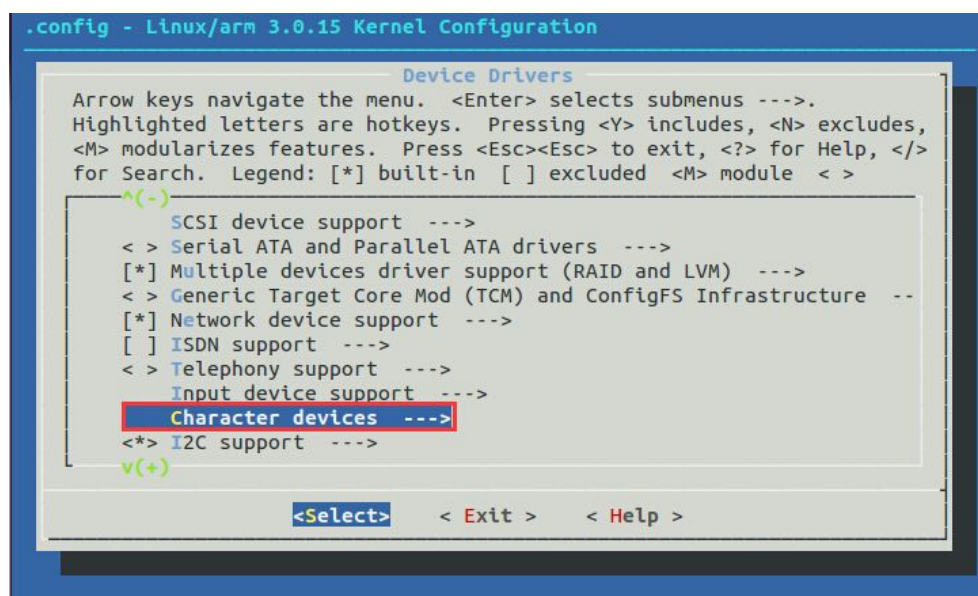 .config - Linux/arm 3.0.15 Kernel Configuration
Device Drivers
Arrow keys navigate the menu.  <Enter> selects submenus --->.
Highlighted letters are hotkeys.  Pressing <Y> includes, <N> excludes,
<M> modularizes features.  Press <Esc><Esc> to exit, <?> for Help, </>
for Search.  Legend: [*] built-in  [ ] excluded  <M> module  < >
^(-)
SCSI device support  --->
< > Serial ATA and Parallel ATA drivers  --->
[*] Multiple devices driver support (RAID and LVM)  --->
< > Generic Target Core Mod (TCM) and ConfigFS Infrastructure  --
[*] Network device support  --->
[ ] ISDN support  --->
< > Telephony support  --->
Input device support  --->
Character devices  --->
<*> I2C support  --->
v(+)
<Select>    < Exit >    < Help >